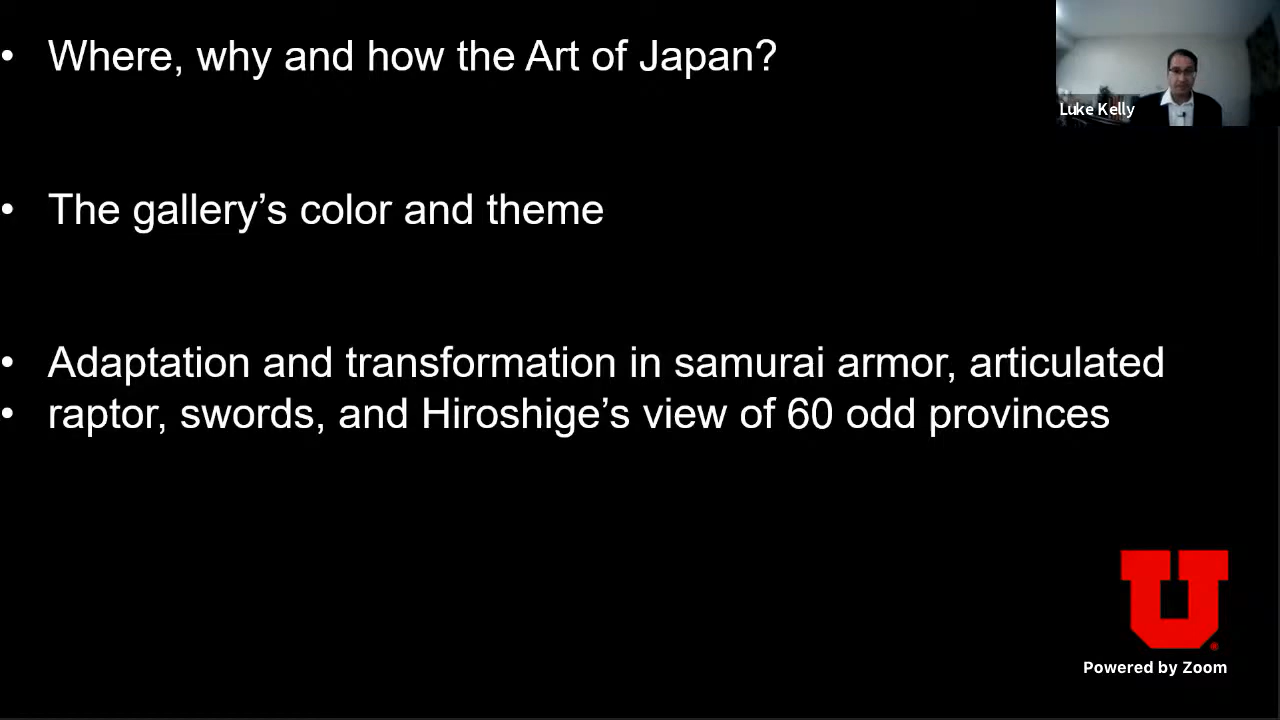 • Where, why and how the Art of Japan?
Luke Kelly
• The gallery’s color and theme
• Adaptation and transformation in samurai armor, articulated
• raptor, swords, and Hiroshige’s view of 60 odd provinces
U
Powered by Zoom